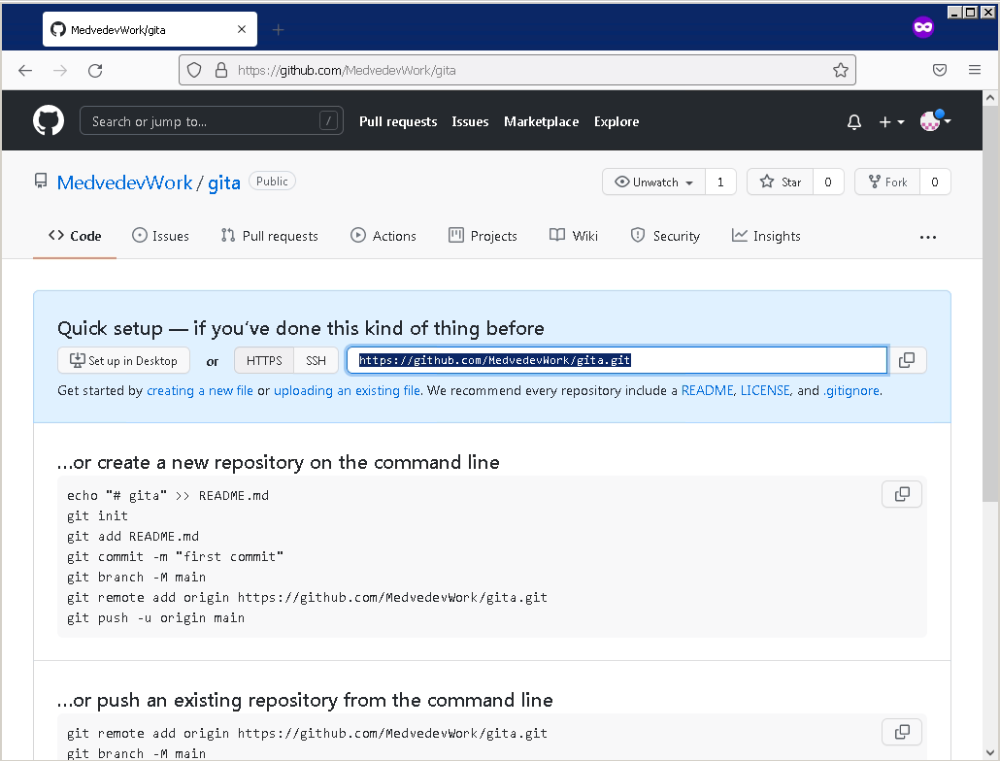 MedvedevWork/gita
https://github.com/MedvedevWork/gita
Search or jump to... / Pull requests Issues Marketplace Explore
MedvedevWork / gita Public Unwatch 1 Star 0 Fork 0
Code Issues Pull requests Actions Projects Wiki Security Insights
Quick setup — if you've done this kind of thing before
Set up in Desktop or HTTPS SSH https://github.com/MedvedevWork/gita.git
Get started by creating a new file or uploading an existing file. We recommend every repository include a README, LICENSE, and .gitignore.
...or create a new repository on the command line
echo "# gita" >> README.md
git init
git add README.md
git commit -m "first commit"
git branch -M main
git remote add origin https://github.com/MedvedevWork/gita.git
git push -u origin main
...or push an existing repository from the command line
git remote add origin https://github.com/MedvedevWork/gita.git
git branch -M main